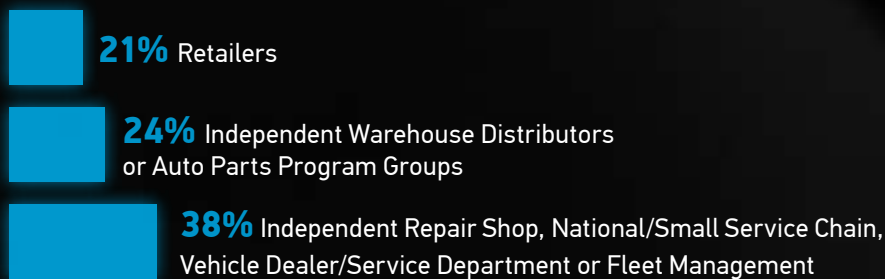 21% Retailers
24% Independent Warehouse Distributors
or Auto Parts Program Groups
38% Independent Repair Shop, National/Small Service Chain,
Vehicle Dealer/Service Department or Fleet Management